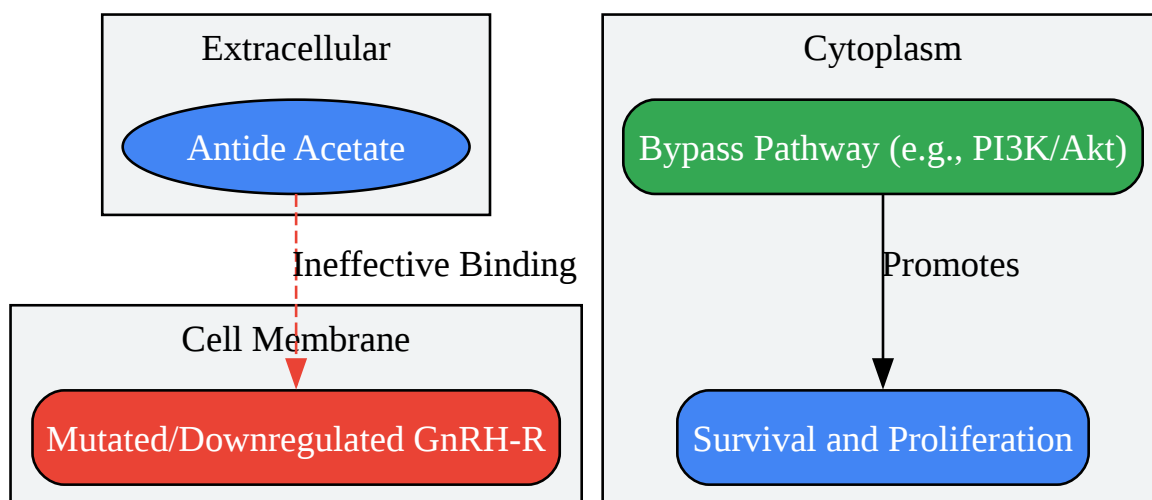 Extracellular
Antide Acetate
Ineffective Binding
Cell Membrane
Mutated/Downregulated GnRH-R
Cytoplasm
Bypass Pathway (e.g., PI3K/Akt)
Promotes
Survival and Proliferation